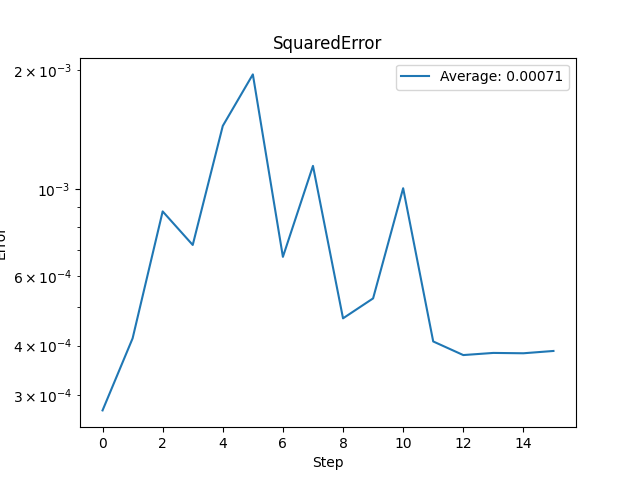 SquaredError
2 × 10⁻³
10⁻³
6 × 10⁻⁴
4 × 10⁻⁴
3 × 10⁻⁴
Error
Average: 0.00071
0 2 4 6 8 10 12 14
Step